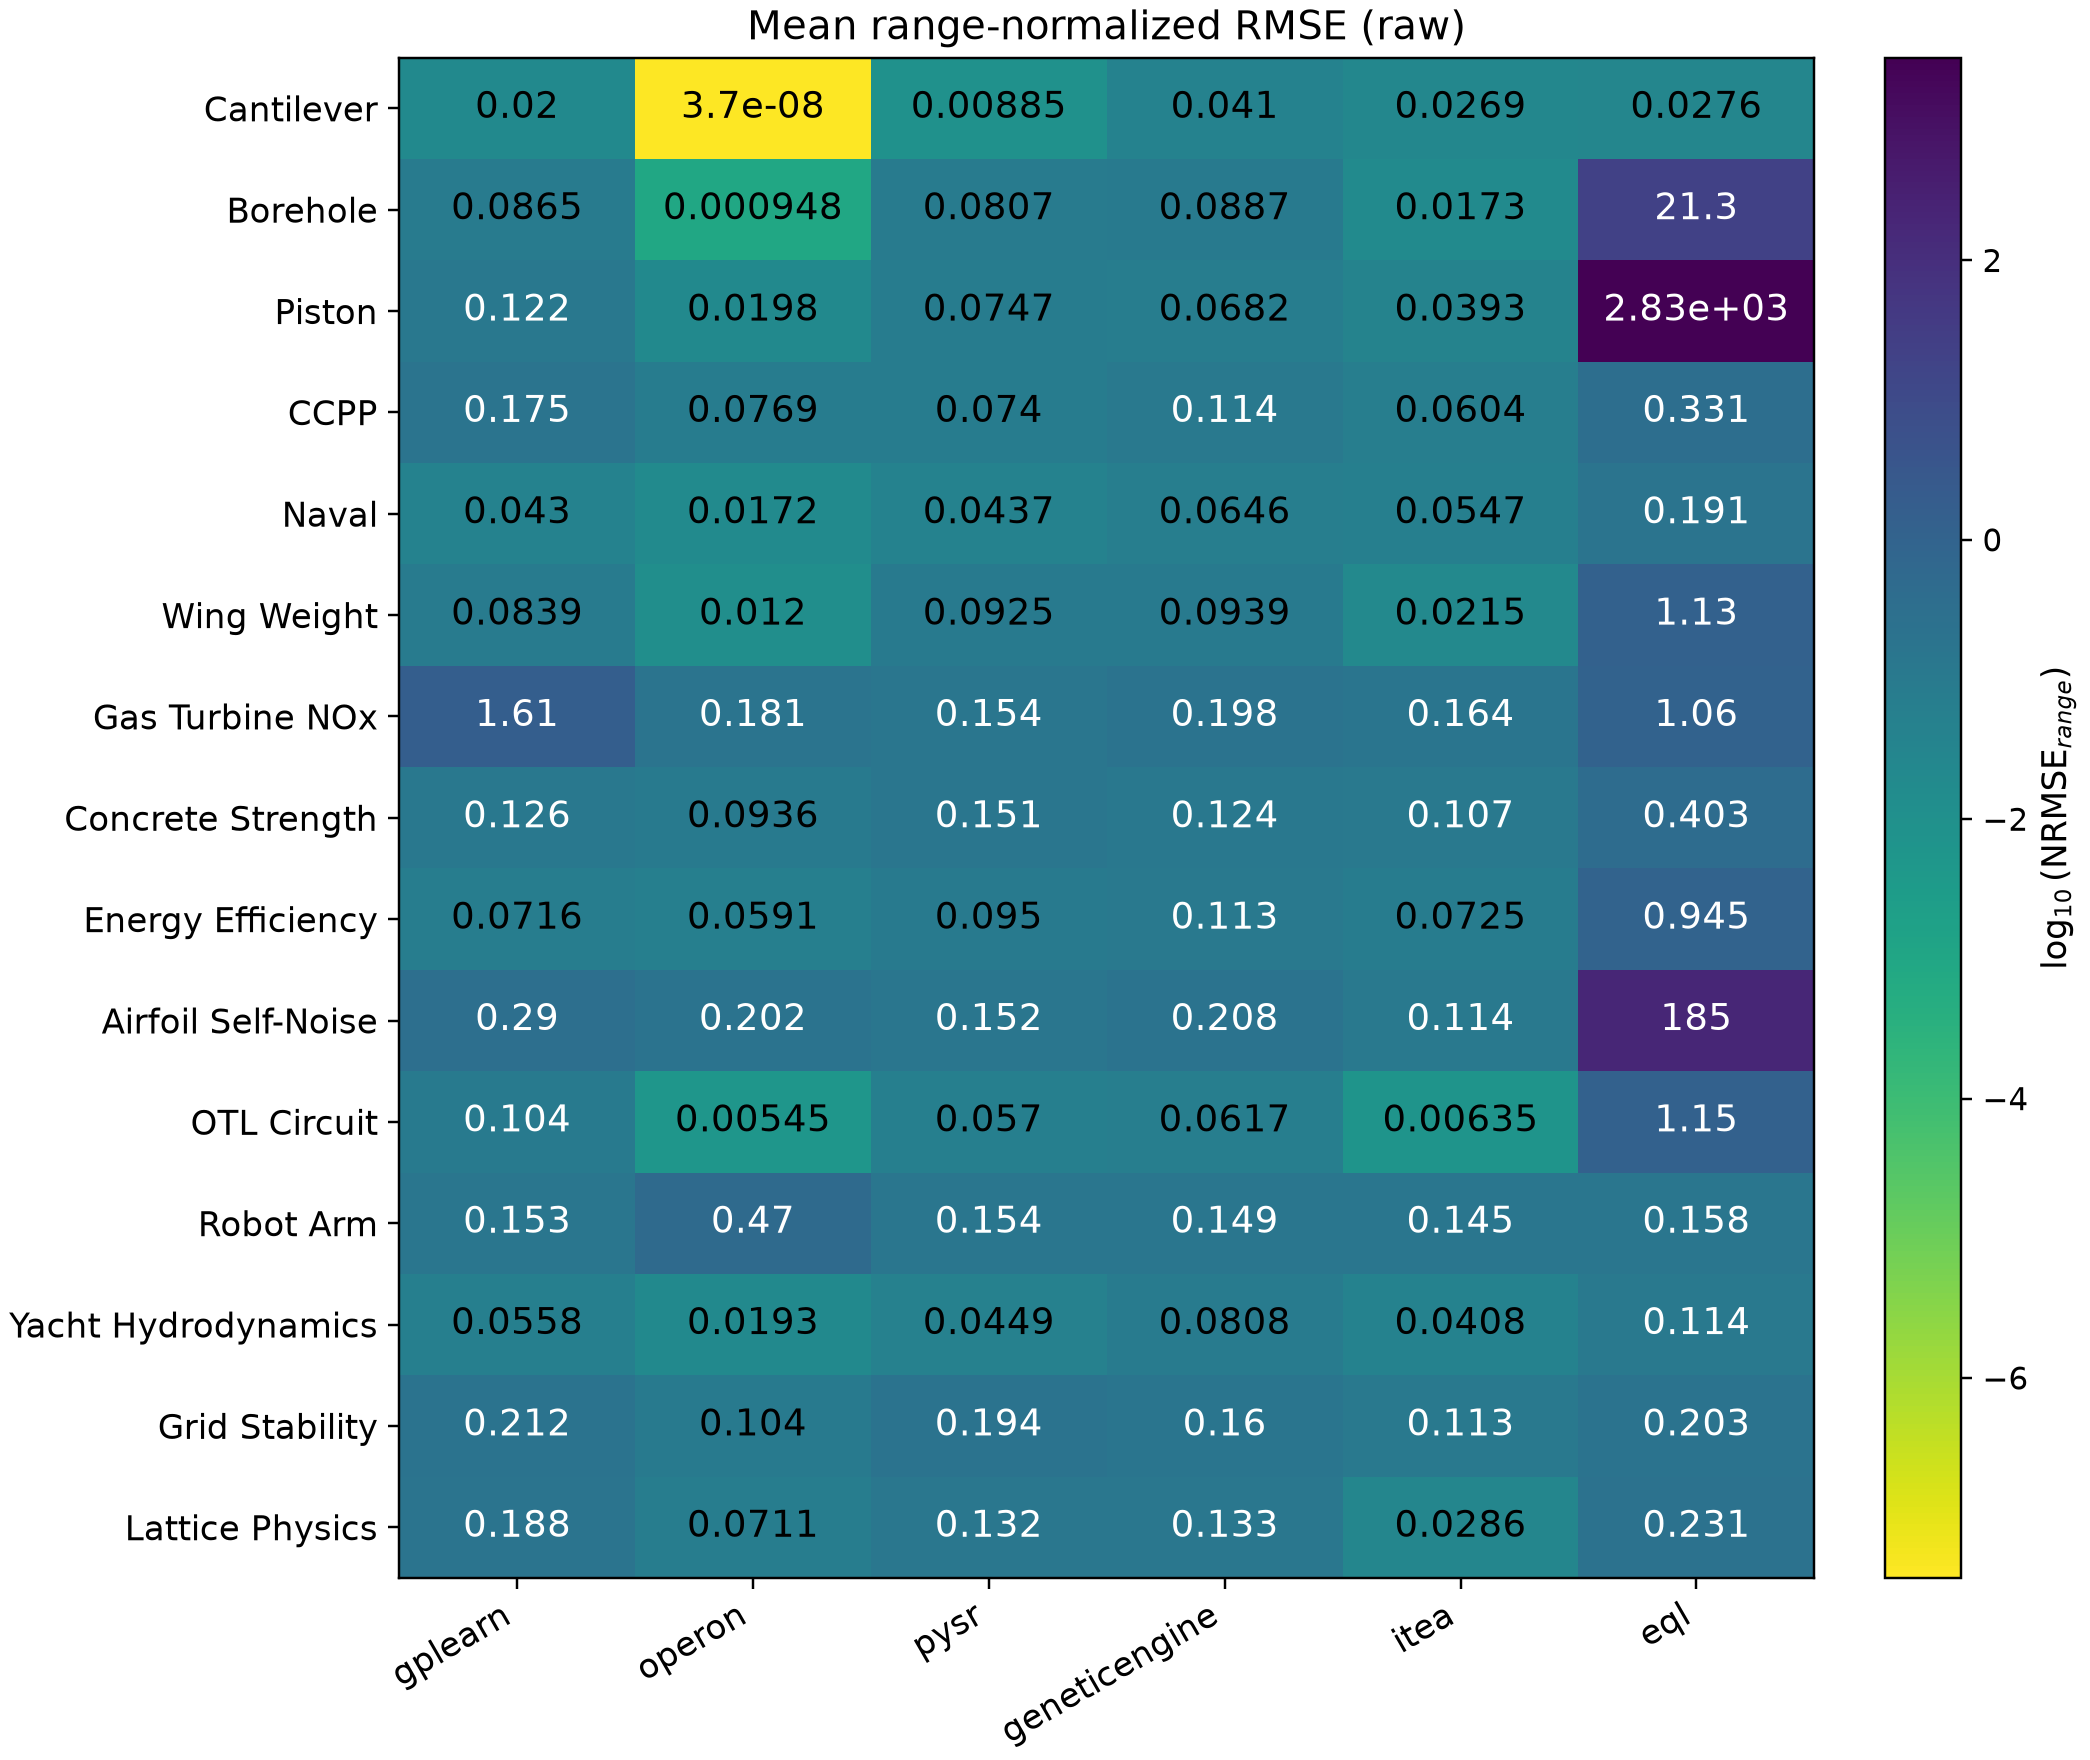 Mean range-normalized RMSE (raw)
Cantilever 0.02 3.7e-08 0.00885 0.041 0.0269 0.0276
Borehole 0.0865 0.000948 0.0807 0.0887 0.0173 21.3
Piston 0.122 0.0198 0.0747 0.0682 0.0393 2.83e+03
CCPP 0.175 0.0769 0.074 0.114 0.0604 0.331
Naval 0.043 0.0172 0.0437 0.0646 0.0547 0.191
Wing Weight 0.0839 0.012 0.0925 0.0939 0.0215 1.13
Gas Turbine NOx 1.61 0.181 0.154 0.198 0.164 1.06
Concrete Strength 0.126 0.0936 0.151 0.124 0.107 0.403
Energy Efficiency 0.0716 0.0591 0.095 0.113 0.0725 0.945
Airfoil Self-Noise 0.29 0.202 0.152 0.208 0.114 185
OTL Circuit 0.104 0.00545 0.057 0.0617 0.00635 1.15
Robot Arm 0.153 0.47 0.154 0.149 0.145 0.158
Yacht Hydrodynamics 0.0558 0.0193 0.0449 0.0808 0.0408 0.114
Grid Stability 0.212 0.104 0.194 0.16 0.113 0.203
Lattice Physics 0.188 0.0711 0.132 0.133 0.0286 0.231
gplearn operon pysr geneticengine itea eql
2
0
−2
−4
−6
log₁₀(NRMSE_range)